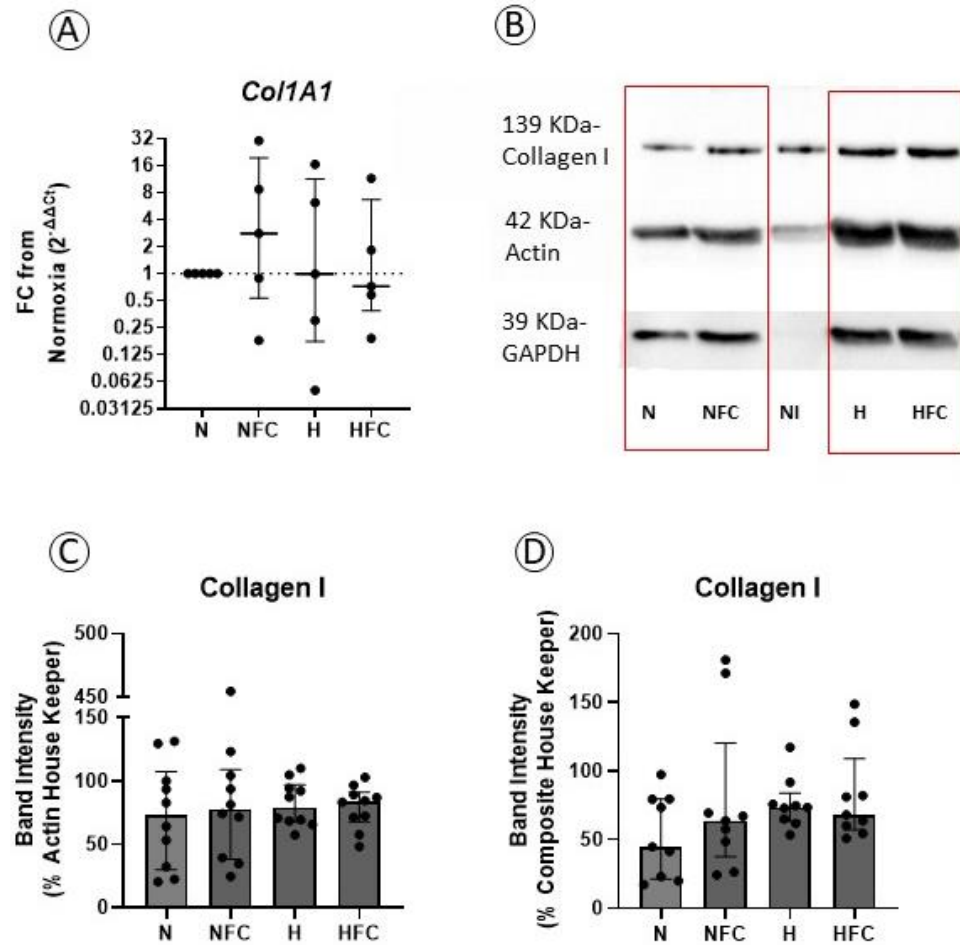 A
Col1A1
FC from
Normoxia (2^-ΔΔCt)
32
16
8
4
2
1
0.5
0.25
0.125
0.0625
0.03125
N NFC H HFC
B
139 KDa-
Collagen I
42 KDa-
Actin
39 KDa-
GAPDH
N NFC NI H HFC
C
Collagen I
Band Intensity
(% Actin House Keeper)
500
450
150
100
50
0
N NFC H HFC
D
Collagen I
Band Intensity
(% Composite House Keeper)
200
150
100
50
0
N NFC H HFC